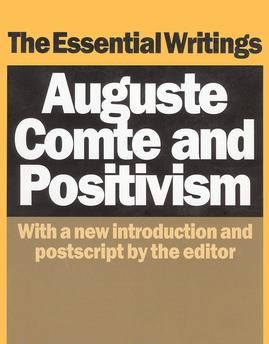 The Essential Writings
Auguste
Comte and
Positivism
With a new introduction and
postscript by the editor